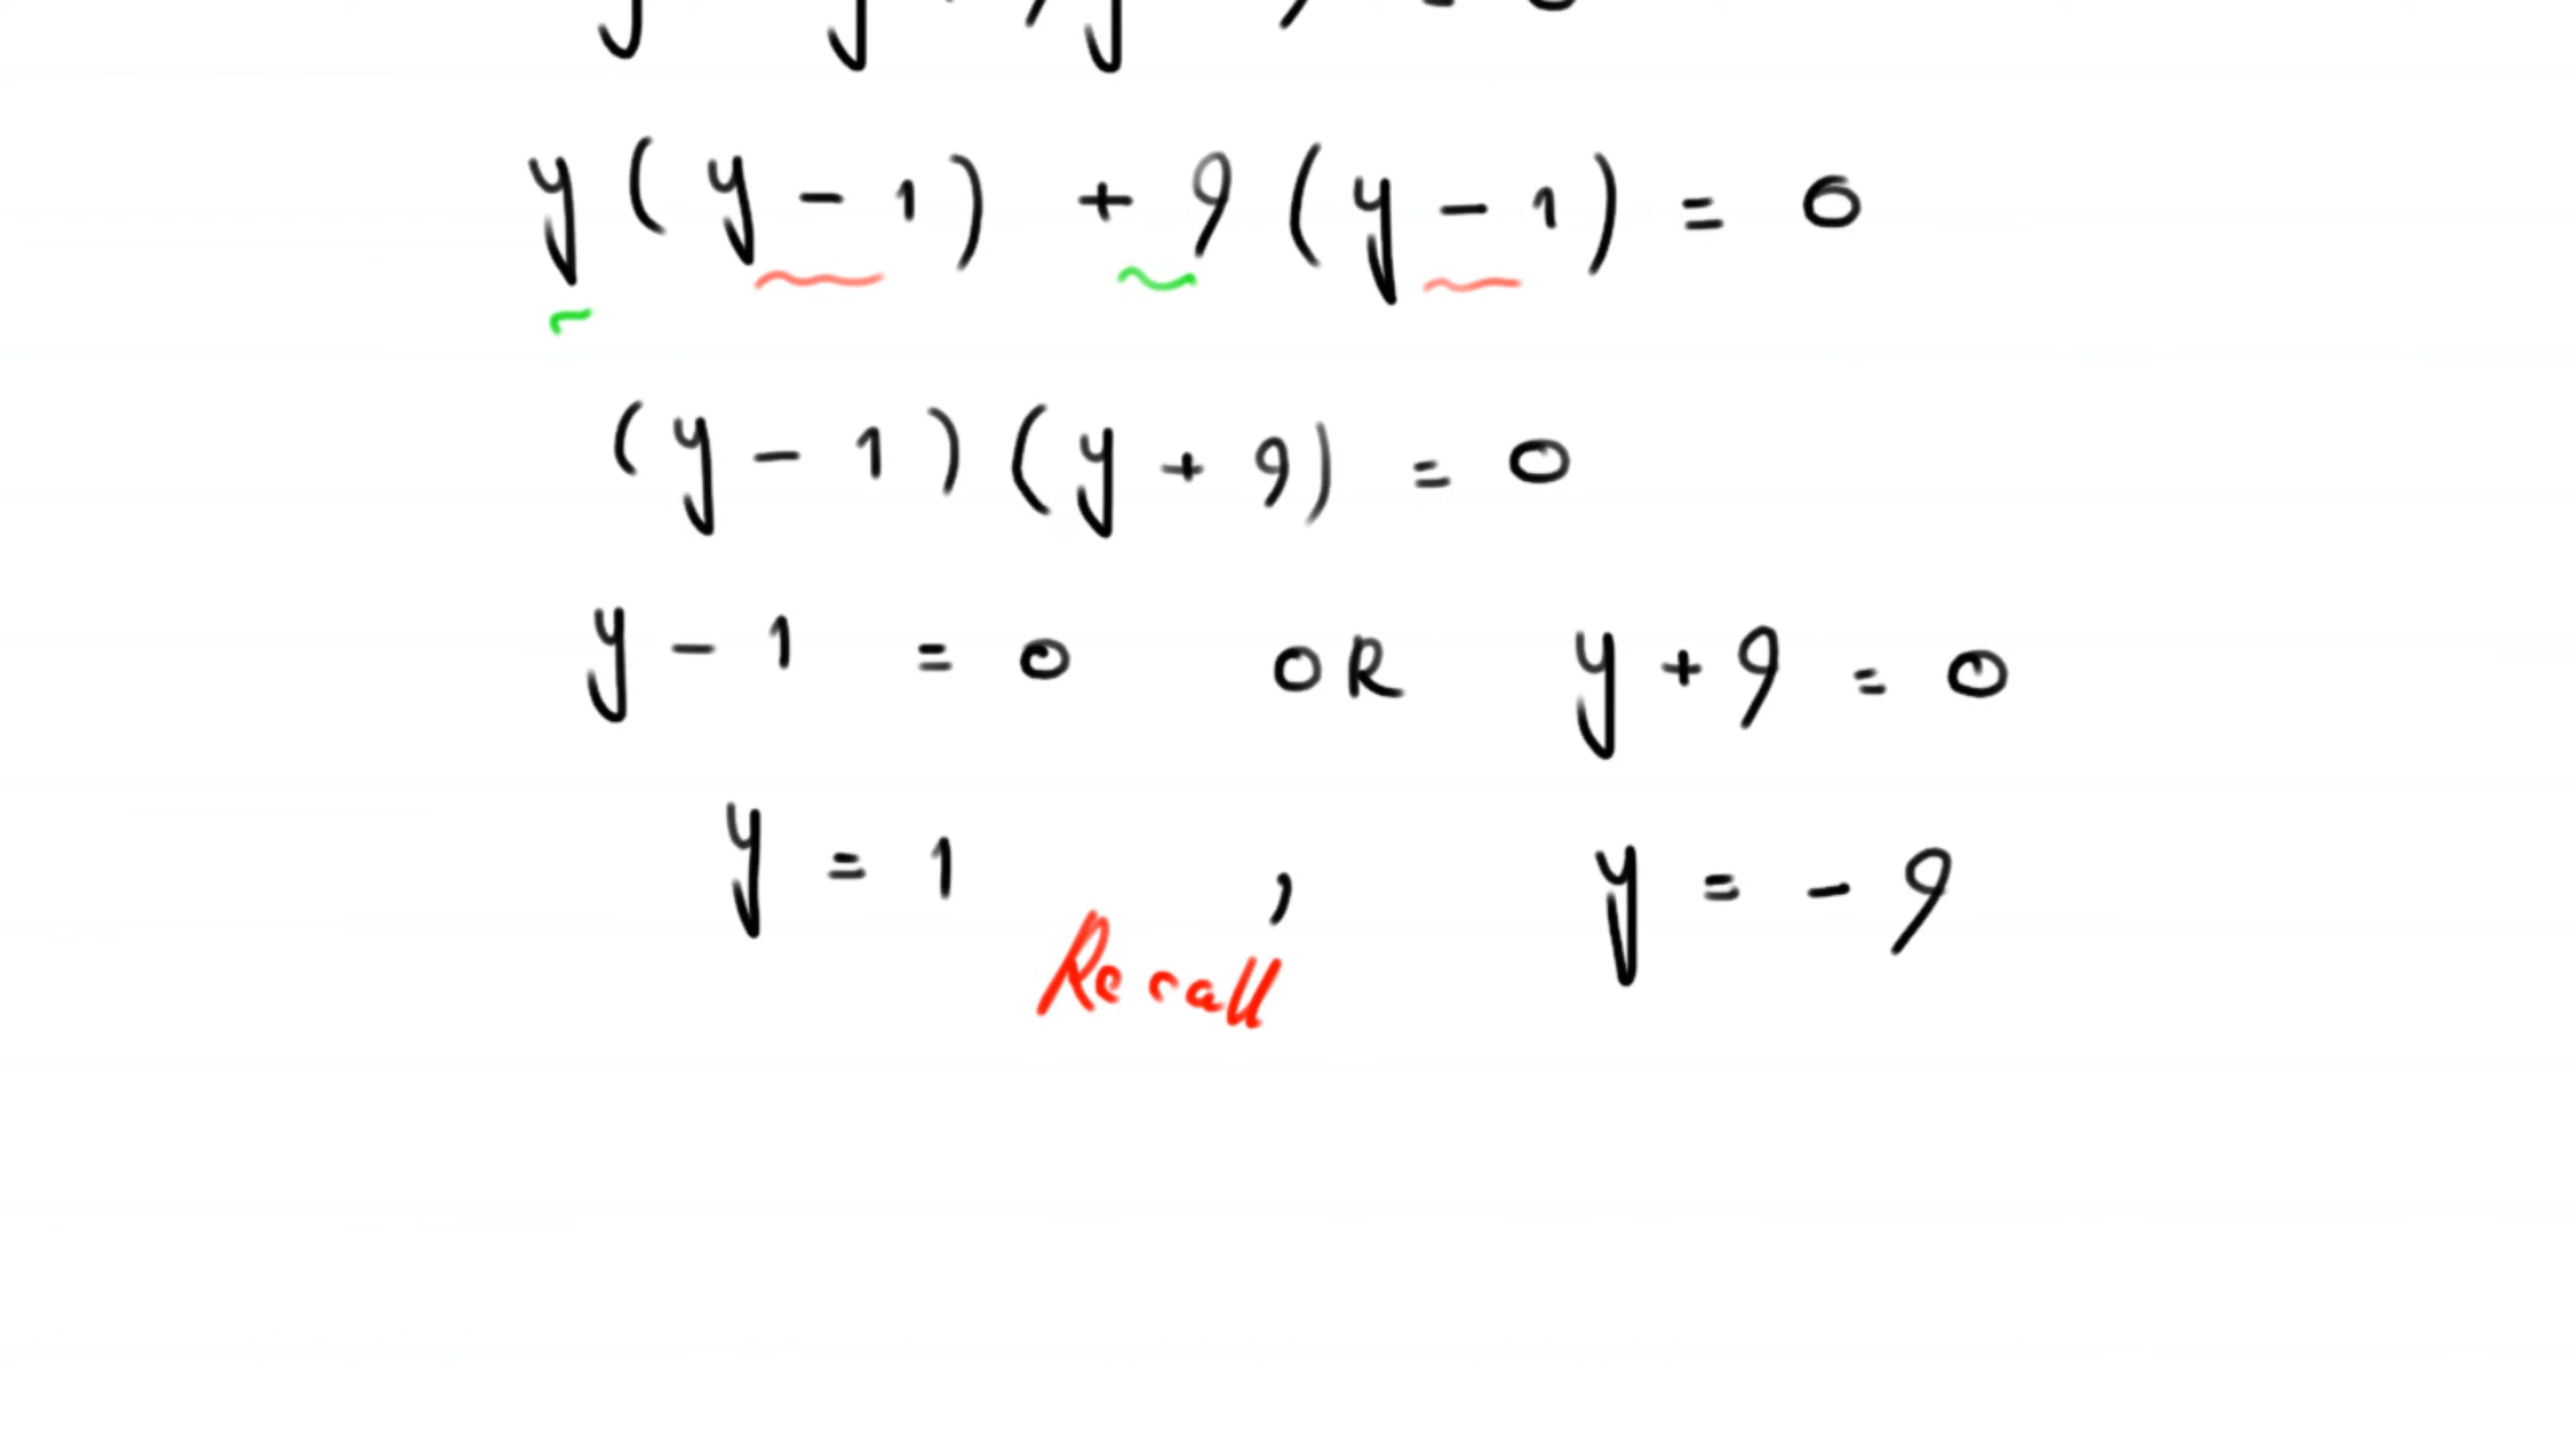 y(y - 1) + 9(y - 1) = 0
(y - 1)(y + 9) = 0
y - 1 = 0 OR y + 9 = 0
y = 1 , y = - 9
Recall